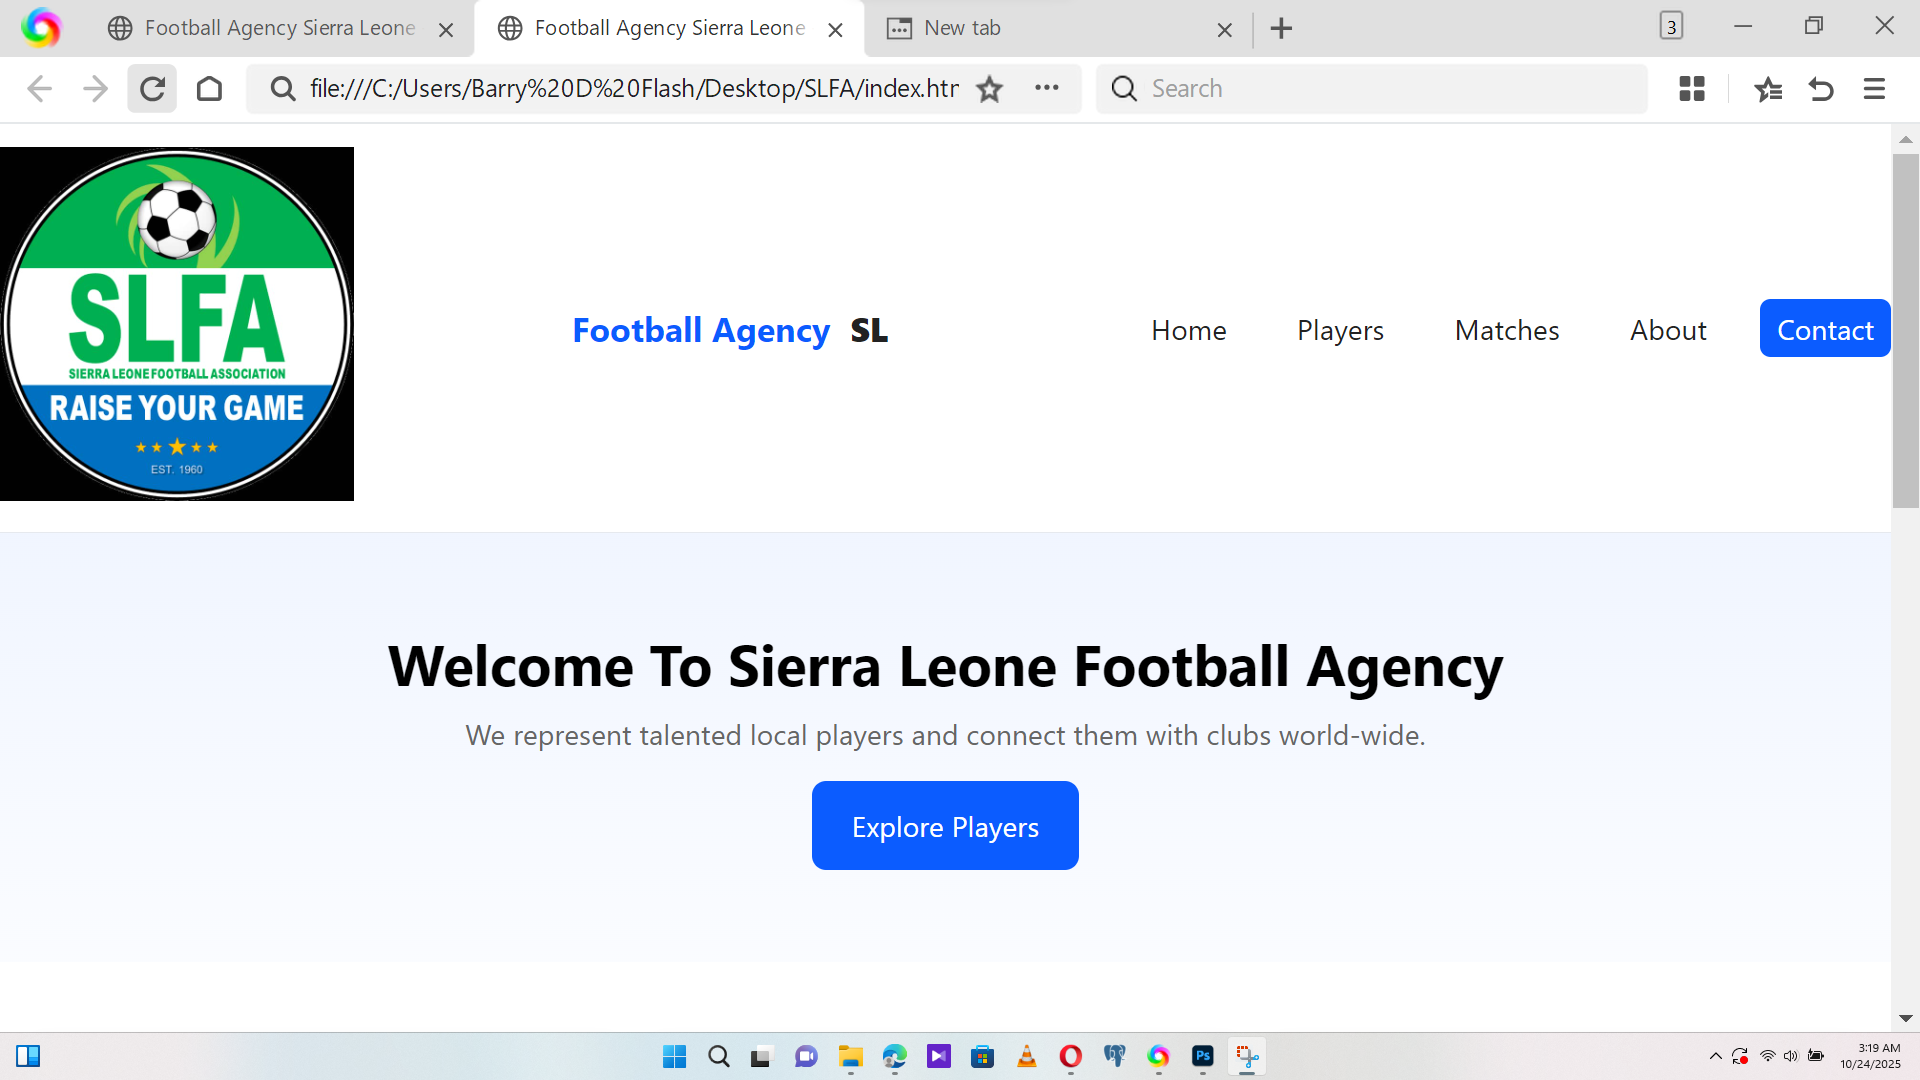 Football Agency Sierra Leone
Football Agency Sierra Leone
New tab
3
file:///C:/Users/Barry%20D%20Flash/Desktop/SLFA/index.htm
Search
SLFA
SIERRA LEONE FOOTBALL ASSOCIATION
RAISE YOUR GAME
EST. 1960
Football Agency SL
Home
Players
Matches
About
Contact
Welcome To Sierra Leone Football Agency
We represent talented local players and connect them with clubs world-wide.
Explore Players
Ps
3:19 AM
10/24/2025